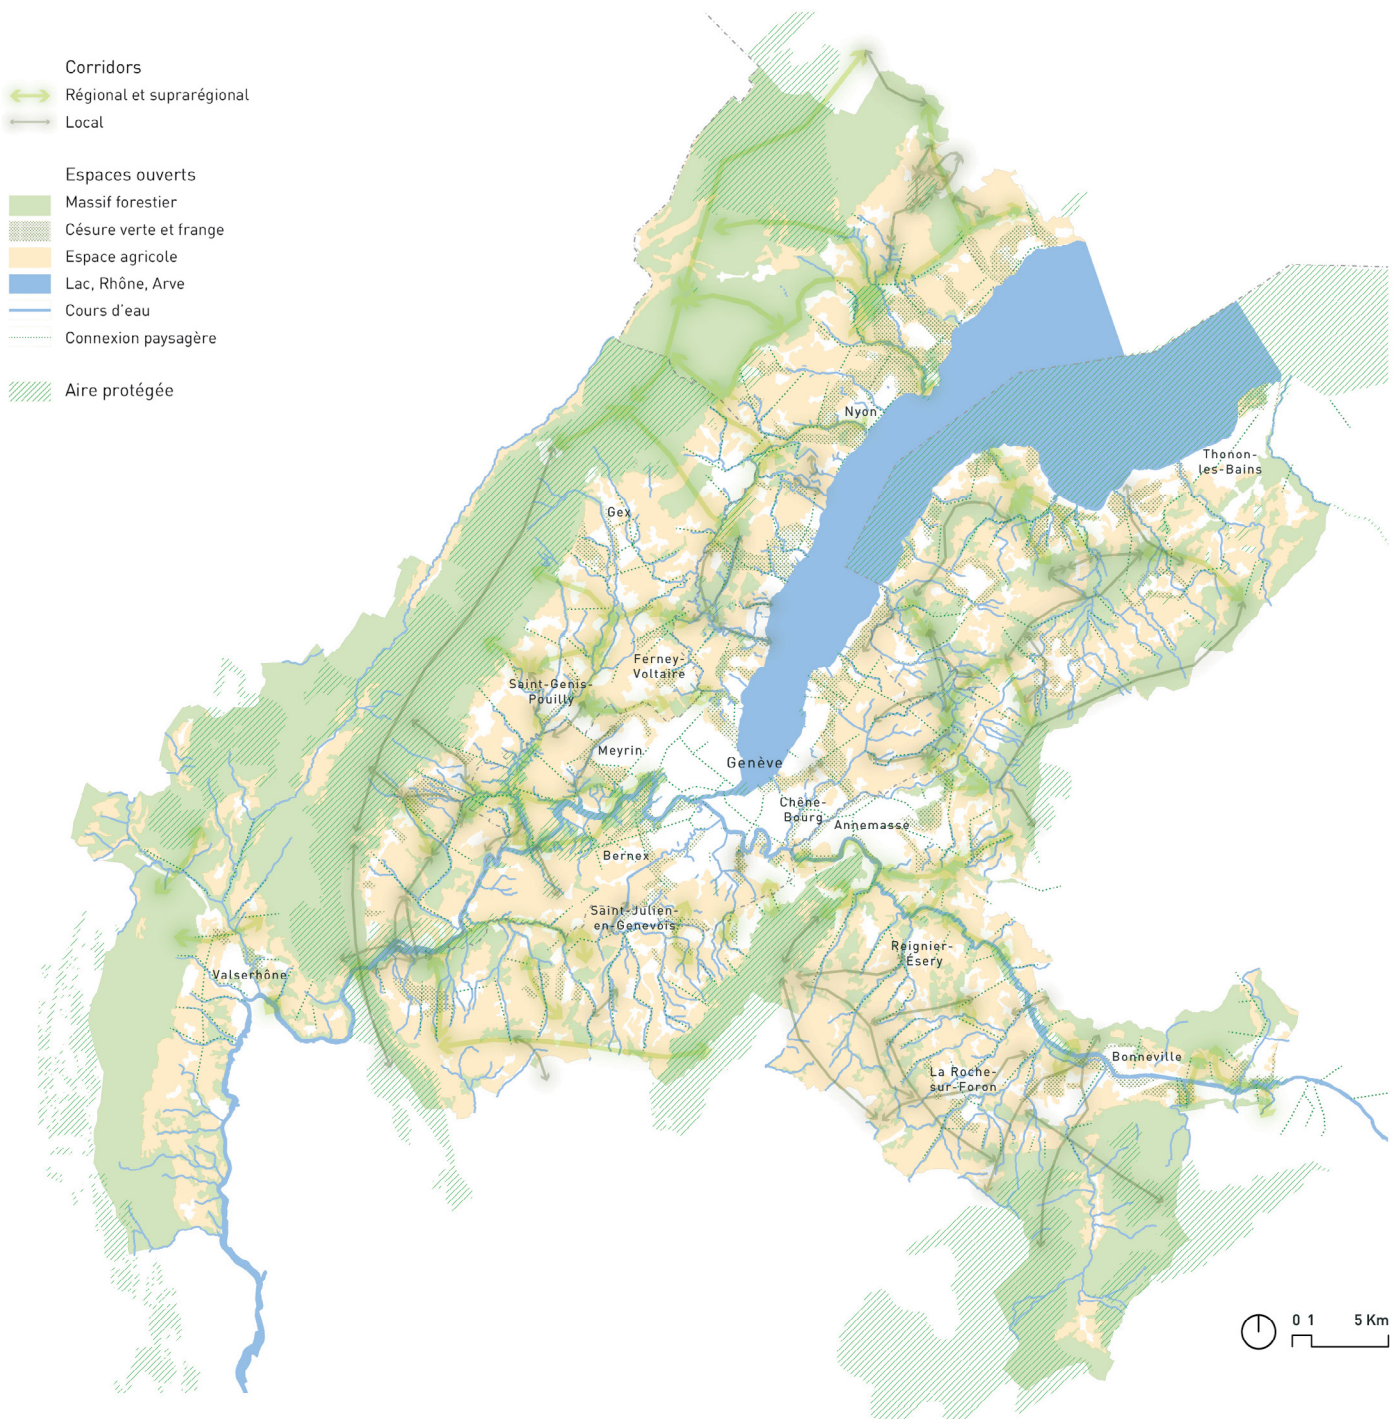 Corridors
Régional et suprarégional
Local
Espaces ouverts
Massif forestier
Césure verte et frange
Espace agricole
Lac, Rhône, Arve
Cours d'eau
Connexion paysagère
Aire protégée
Nyon
Thonon-
les-Bains
Gex
Ferney-
Voltaire
Saint-Genis-
Pouilly
Meyrin
Genève
Chêne-
Bourg
Annemasse
Bernex
Saint-Julien-
en-Genevois
Reignier-
Ésery
Valserhône
Bonneville
La Roche-
sur-Foron
0 1 5 Km